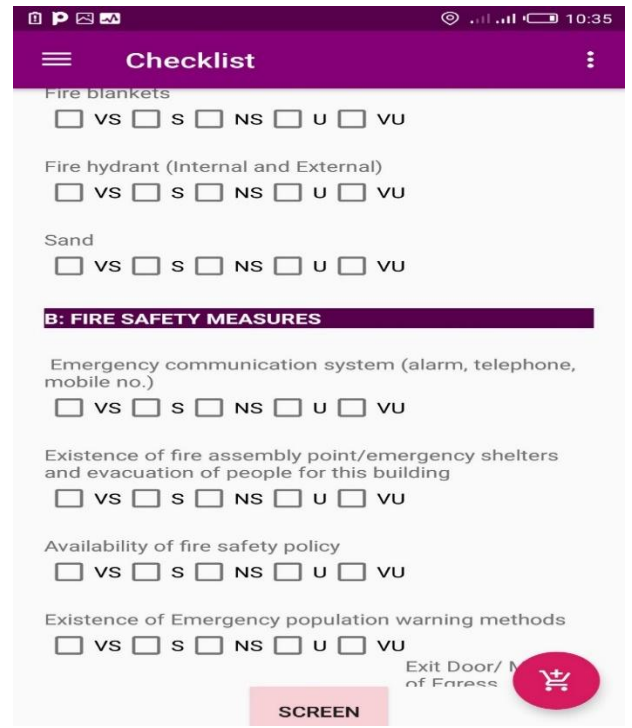 10:35
Checklist
Fire blankets
VS S NS U VU
Fire hydrant (Internal and External)
VS S NS U VU
Sand
VS S NS U VU
B: FIRE SAFETY MEASURES
Emergency communication system (alarm, telephone,
mobile no.)
VS S NS U VU
Existence of fire assembly point/emergency shelters
and evacuation of people for this building
VS S NS U VU
Availability of fire safety policy
VS S NS U VU
Existence of Emergency population warning methods
VS S NS U VU
Exit Door/
of Egress
SCREEN